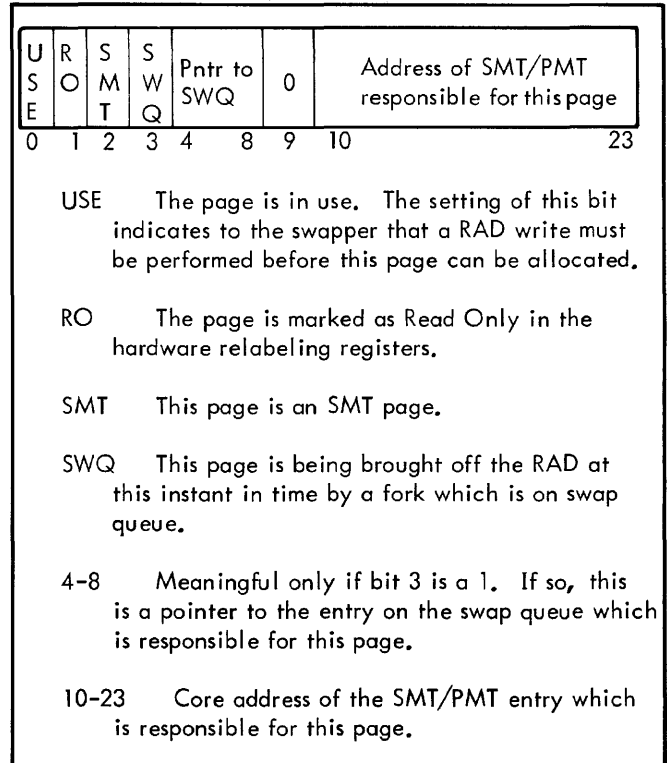 USE RO SMT SWQ Pntr to SWQ 0 Address of SMT/PMT responsible for this page
0 1 2 3 4 8 9 10 23
USE The page is in use. The setting of this bit
indicates to the swapper that a RAD write must
be performed before this page can be allocated.
RO The page is marked as Read Only in the
hardware relabeling registers.
SMT This page is an SMT page.
SWQ This page is being brought off the RAD at
this instant in time by a fork which is on swap
queue.
4-8 Meaningful only if bit 3 is a 1. If so, this
is a pointer to the entry on the swap queue which
is responsible for this page.
10-23 Core address of the SMT/PMT entry which
is responsible for this page.